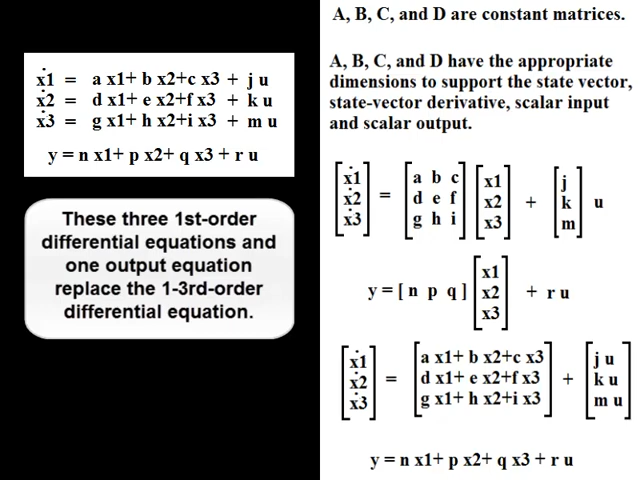 ẋ1 = a x1+ b x2+c x3 + j u
ẋ2 = d x1+ e x2+f x3 + k u
ẋ3 = g x1+ h x2+i x3 + m u
y = n x1+ p x2+ q x3 + r u
These three 1st-order
differential equations and
one output equation
replace the 1-3rd-order
differential equation.
A, B, C, and D are constant matrices.
A, B, C, and D have the appropriate
dimensions to support the state vector,
state-vector derivative, scalar input
and scalar output.
[ẋ1] [a b c] [x1] [j]
[ẋ2] = [d e f] [x2] + [k] u
[ẋ3] [g h i] [x3] [m]
[x1]
y = [ n p q ] [x2] + r u
[x3]
[ẋ1] [a x1+ b x2+c x3] [j u]
[ẋ2] = [d x1+ e x2+f x3] + [k u]
[ẋ3] [g x1+ h x2+i x3] [m u]
y = n x1+ p x2+ q x3 + r u